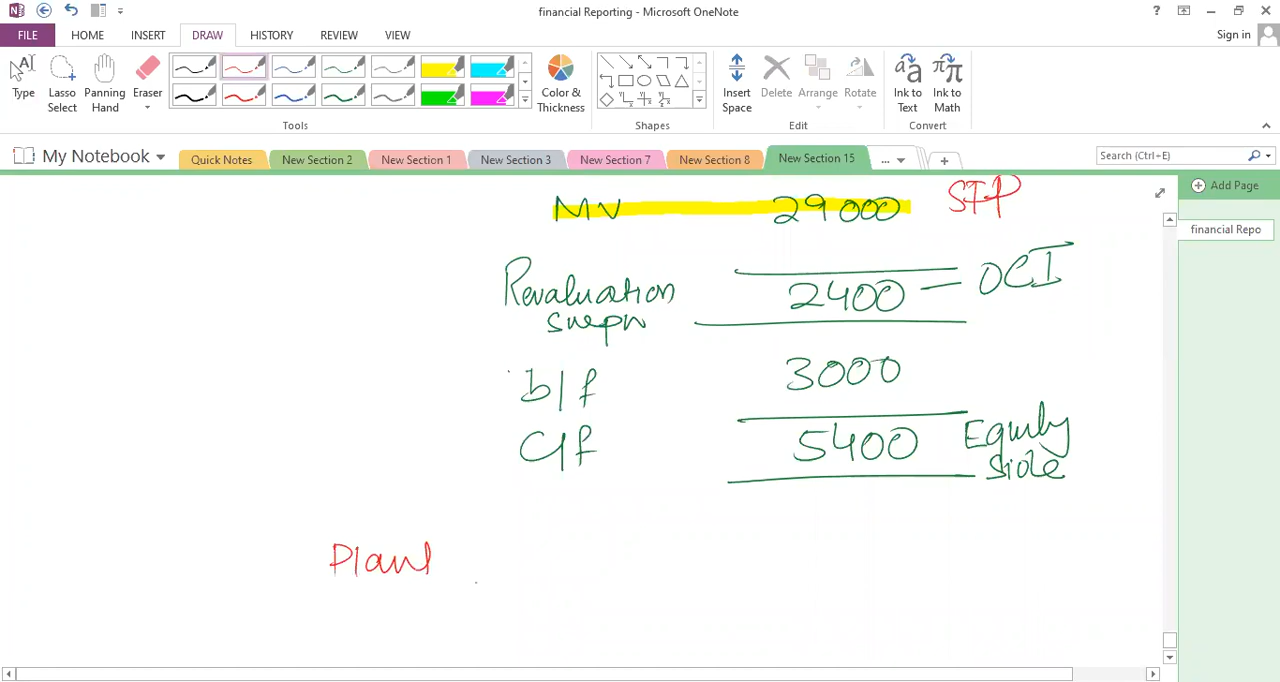 financial Reporting - Microsoft OneNote
?
FILE HOME INSERT DRAW HISTORY REVIEW VIEW
Sign in
Type
Lasso Select
Panning Hand
Eraser
Color & Thickness
Insert Space
Delete
Arrange
Rotate
Ink to Text
Ink to Math
Tools
Shapes
Edit
Convert
My Notebook
Quick Notes New Section 2 New Section 1 New Section 3 New Section 7 New Section 8 New Section 15 ...
Search (Ctrl+E)
Add Page
financial Repo
MV 29000
Revaluation 2400 — OCI
b/f 3000
C/f 5400 Equity
side